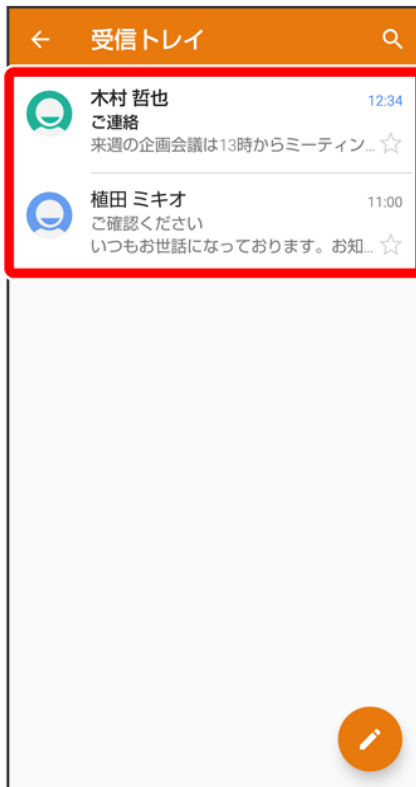 受信トレイ
木村 哲也 12:34
ご連絡
来週の企画会議は13時からミーティン...
植田 ミキオ 11:00
ご確認ください
いつもお世話になっております。お知...